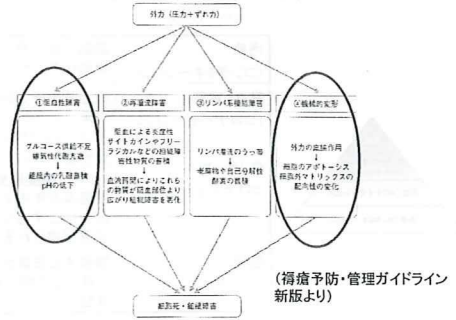 外力（圧力＋ずれ力）
①阻血性障害
②再灌流障害
③リンパ系機能障害
④機械的変形
グルコース供給不足
嫌気性代謝亢進
↓
組織内の乳酸蓄積
pHの低下
阻血による炎症性
サイトカインやフリー
ラジカルなどの組織障
害性物質の蓄積
↓
血流再開によりこれら
の物質が阻血部位より
広がり組織障害を悪化
リンパ灌流のうっ滞
↓
老廃物や自己分解性
酵素の蓄積
外力の直接作用
↓
細胞のアポトーシス
細胞外マトリックスの
配向性の変化
細胞死・組織障害
（褥瘡予防・管理ガイドライン
新版より）